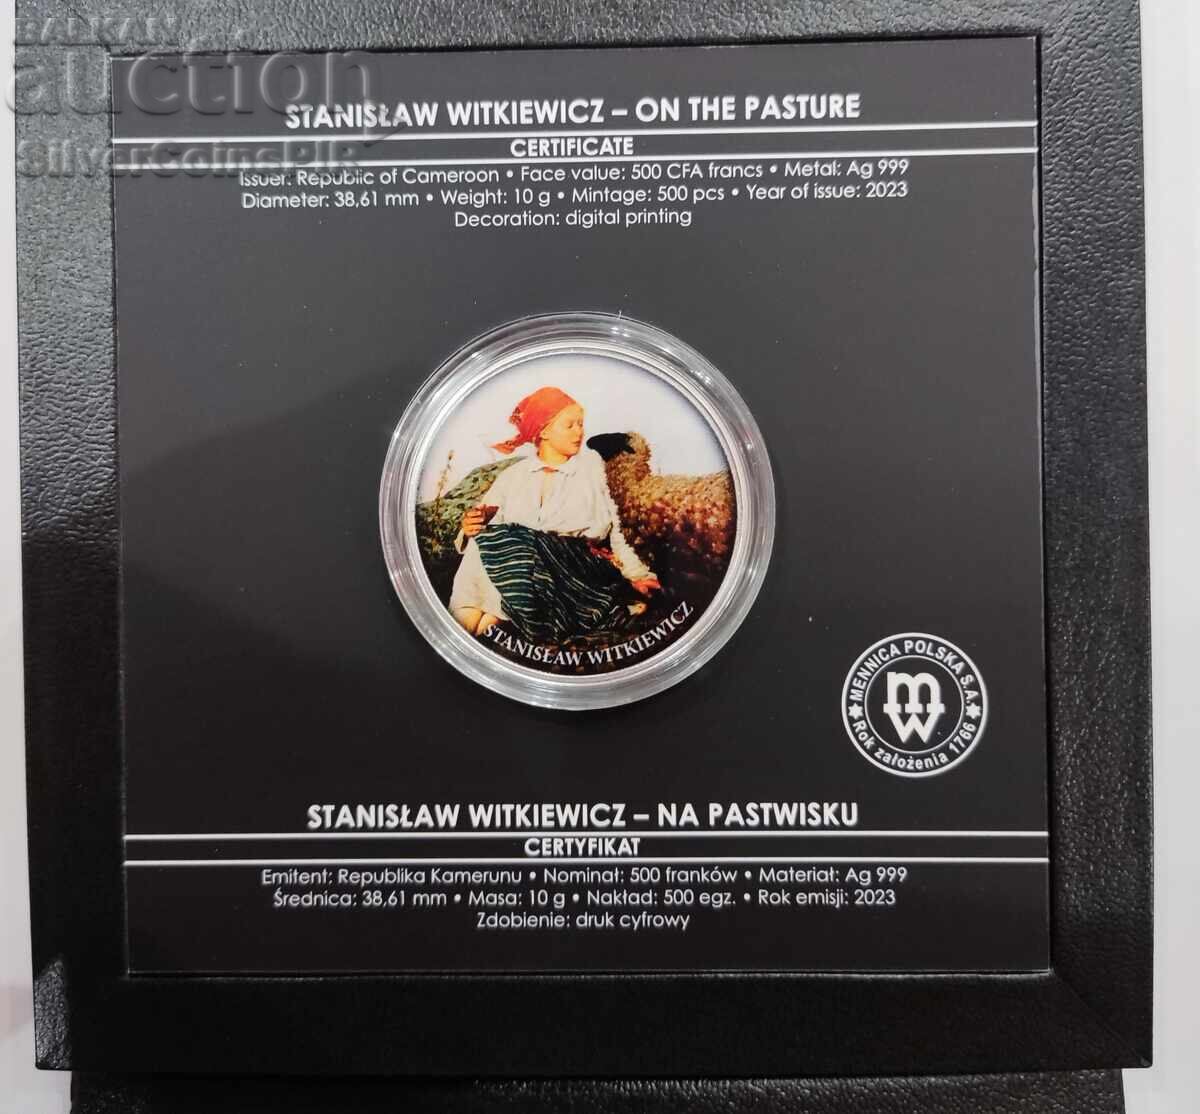 BALKAN
auction
SilverCoinsPLR
STANISŁAW WITKIEWICZ – ON THE PASTURE
CERTIFICATE
Issuer: Republic of Cameroon • Face value: 500 CFA francs • Metal: Ag 999
Diameter: 38,61 mm • Weight: 10 g • Mintage: 500 pcs • Year of issue: 2023
Decoration: digital printing
STANISŁAW WITKIEWICZ
MENNICA POLSKA S.A.
MW
Rok założenia 1766
STANISŁAW WITKIEWICZ – NA PASTWISKU
CERTYFIKAT
Emitent: Republika Kamerunu • Nominał: 500 franków • Materiał: Ag 999
Średnica: 38,61 mm • Masa: 10 g • Nakład: 500 egz. • Rok emisji: 2023
Zdobienie: druk cyfrowy